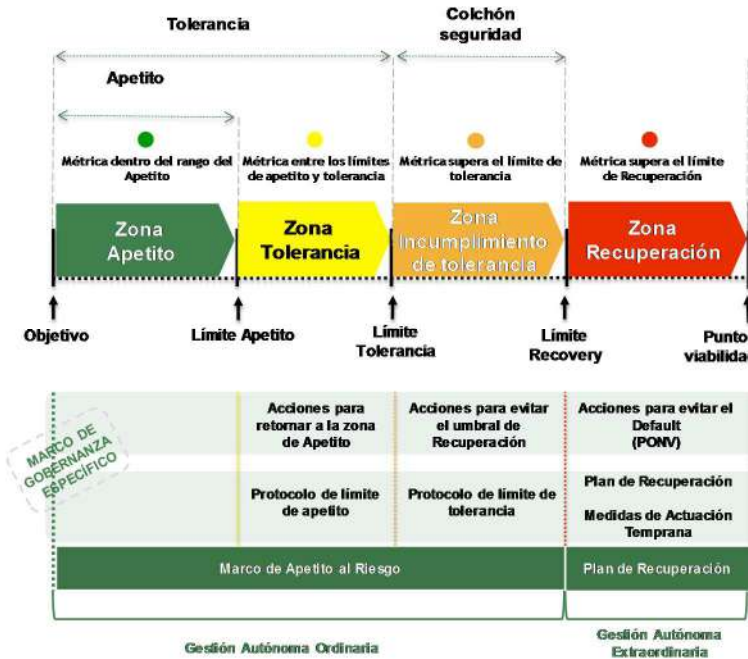 Colchón
seguridad
Tolerancia
Apetito
Métrica dentro del rango del
Apetito
Métrica entre los límites
de apetito y tolerancia
Métrica supera el límite de
tolerancia
Métrica supera el límite
de Recuperación
Zona
Apetito
Zona
Tolerancia
Zona
Incumplimiento
de tolerancia
Zona
Recuperación
Objetivo
Límite Apetito
Límite
Tolerancia
Límite
Recovery
Punto
viabilidad
MARCO DE
GOBERNANZA
ESPECÍFICO
Acciones para
retornar a la zona
de Apetito
Acciones para evitar
el umbral de
Recuperación
Acciones para evitar el
Default
(PONV)
Protocolo de límite
de apetito
Protocolo de límite de
tolerancia
Plan de Recuperación
Medidas de Actuación
Temprana
Marco de Apetito al Riesgo
Plan de Recuperación
Gestión Autónoma Ordinaria
Gestión Autónoma
Extraordinaria